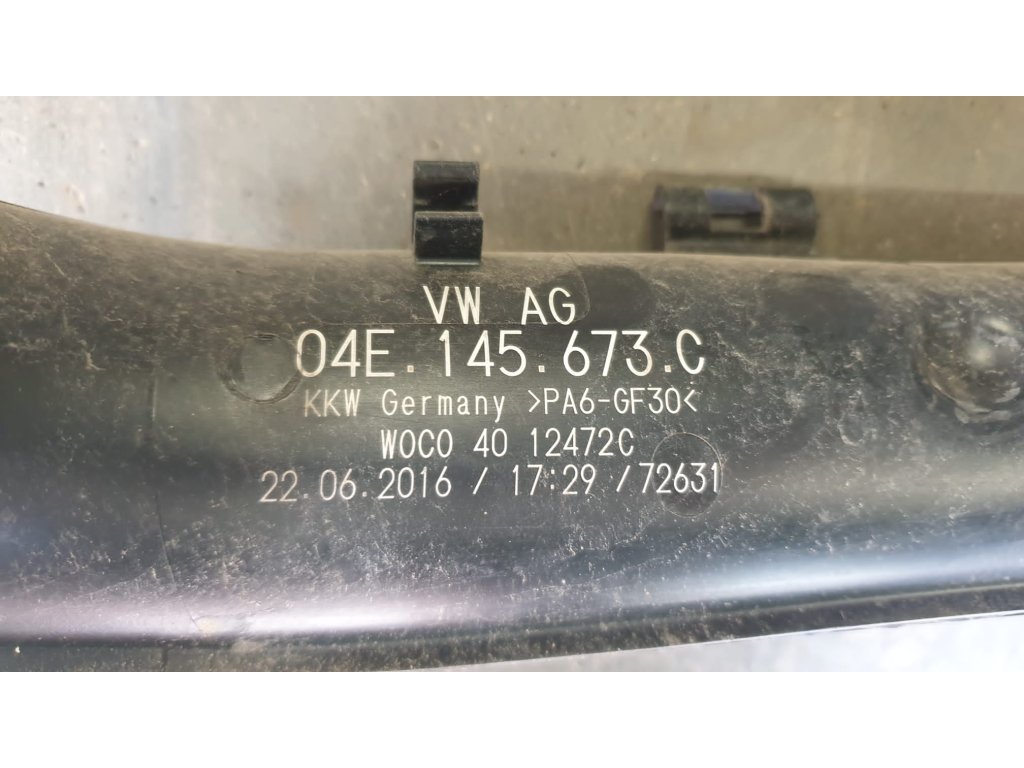 VW AG
04E.145.673.C
KKW Germany >PA6-GF30<
WOCO 40 12472C
22.06.2016 / 17:29 /72631